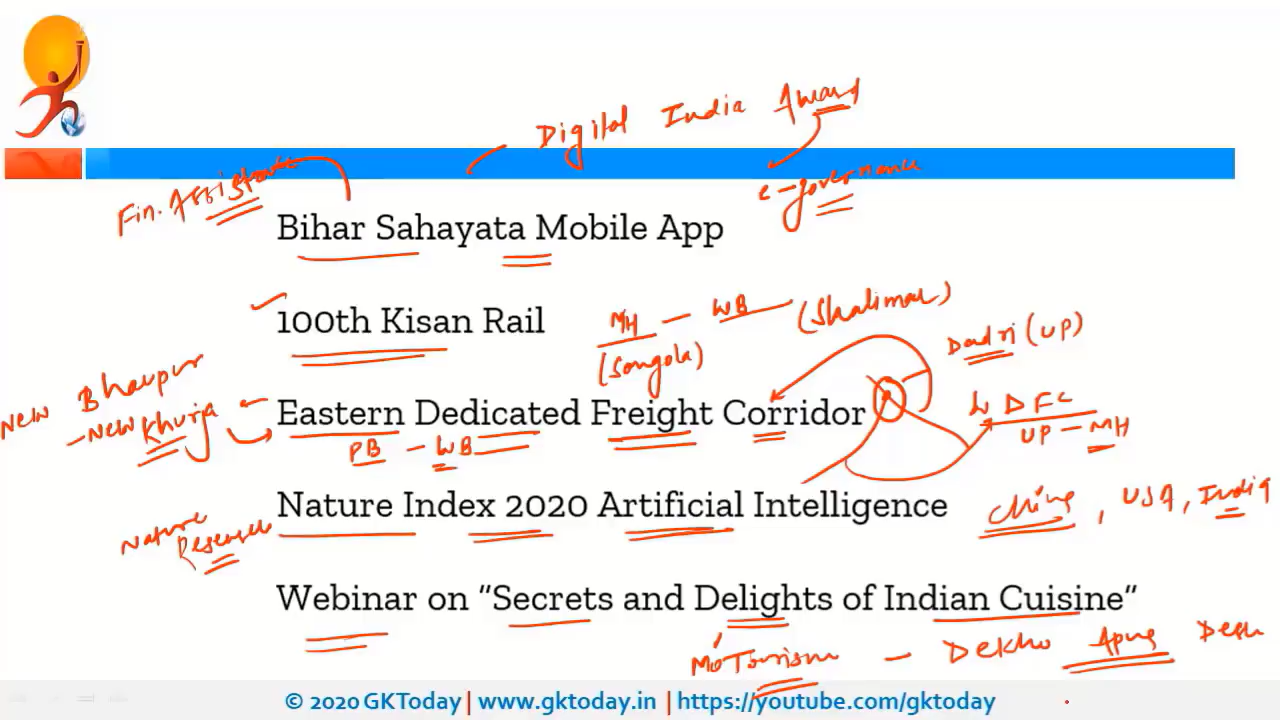 Digital India Award
e-governance
Fin. Assistance
Bihar Sahayata Mobile App
100th Kisan Rail
MH - WB (Shalimar)
(Sangola)
Dadri (UP)
New Bhaupur
- New Khurja
Eastern Dedicated Freight Corridor
PB - WB
W DFC
UP - MH
Nature Index 2020 Artificial Intelligence
China, USA, India
Nature
Research
Webinar on “Secrets and Delights of Indian Cuisine”
MoTourism - Dekho Apna Desh
© 2020 GKToday | www.gktoday.in | https://youtube.com/gktoday